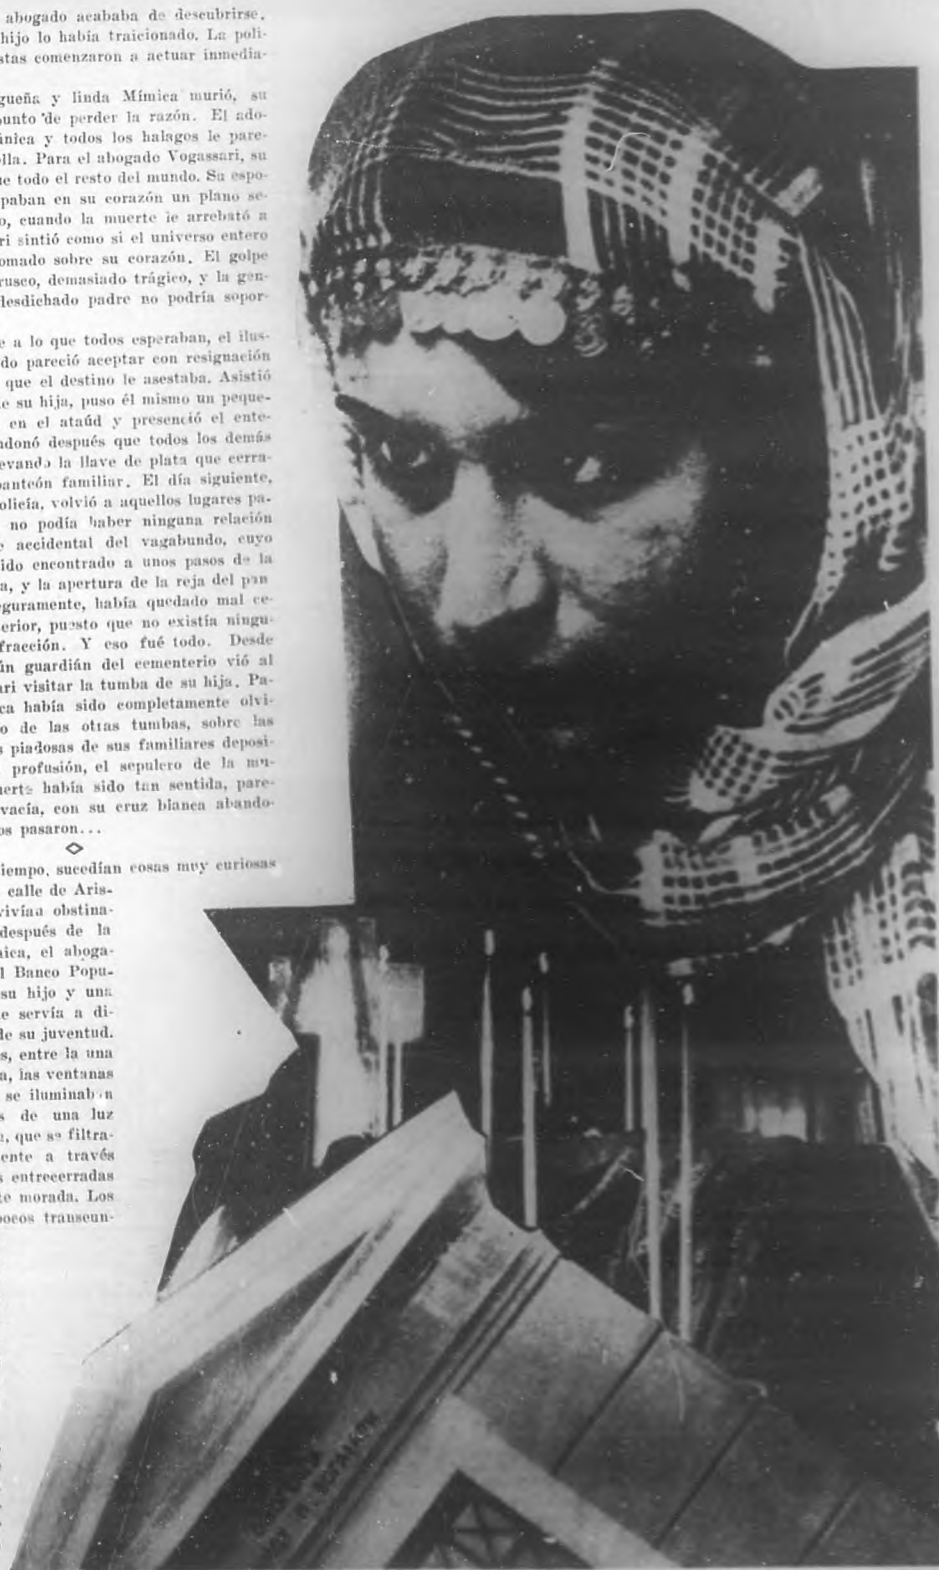 abogado acababa de descubrirse.
hijo lo había traicionado. La poli-
stas comenzaron a actuar inmedia-
gueña y linda Mímica murió, su
punto de perder la razón. El ado-
única y todos los halagos le pare-
lla. Para el abogado Vogassari, su
ue todo el resto del mundo. Su espo-
paban en su corazón un plano se-
o, cuando la muerte le arrebató a
ri sintió como si el universo entero
omado sobre su corazón. El golpe
rusco, demasiado trágico, y la gen-
desdichado padre no podría sopor-
e a lo que todos esperaban, el ilus-
do pareció aceptar con resignación
que el destino le asestaba. Asistió
e su hija, puso él mismo un peque-
en el ataúd y presenció el ente-
ndonó después que todos los demás
evando la llave de plata que cerra-
panteón familiar. El día siguiente,
olicía, volvió a aquellos lugares pa-
no podía haber ninguna relación
e accidental del vagabundo, cuyo
ido encontrado a unos pasos de la
a, y la apertura de la reja del pan
eguramente, había quedado mal ce-
erior, puesto que no existía ningu-
fracción. Y eso fué todo. Desde
ún guardián del cementerio vió al
ari visitar la tumba de su hija. Pa-
ca había sido completamente olvi-
o de las otras tumbas, sobre las
s piadosas de sus familiares deposi-
profusión, el sepulcro de la mu-
uerte había sido tan sentida, pare-
vacía, con su cruz blanca abando-
os pasaron...
iempo, sucedían cosas muy curiosas
calle de Aris-
vivían obstina-
después de la
nica, el aboga-
l Banco Popu-
su hijo y una
e servía a di-
de su juventud.
s, entre la una
a, las ventanas
se iluminaban
s de una luz
a, que se filtra-
ente a través
s entrecerradas
te morada. Los
pocos transeun-